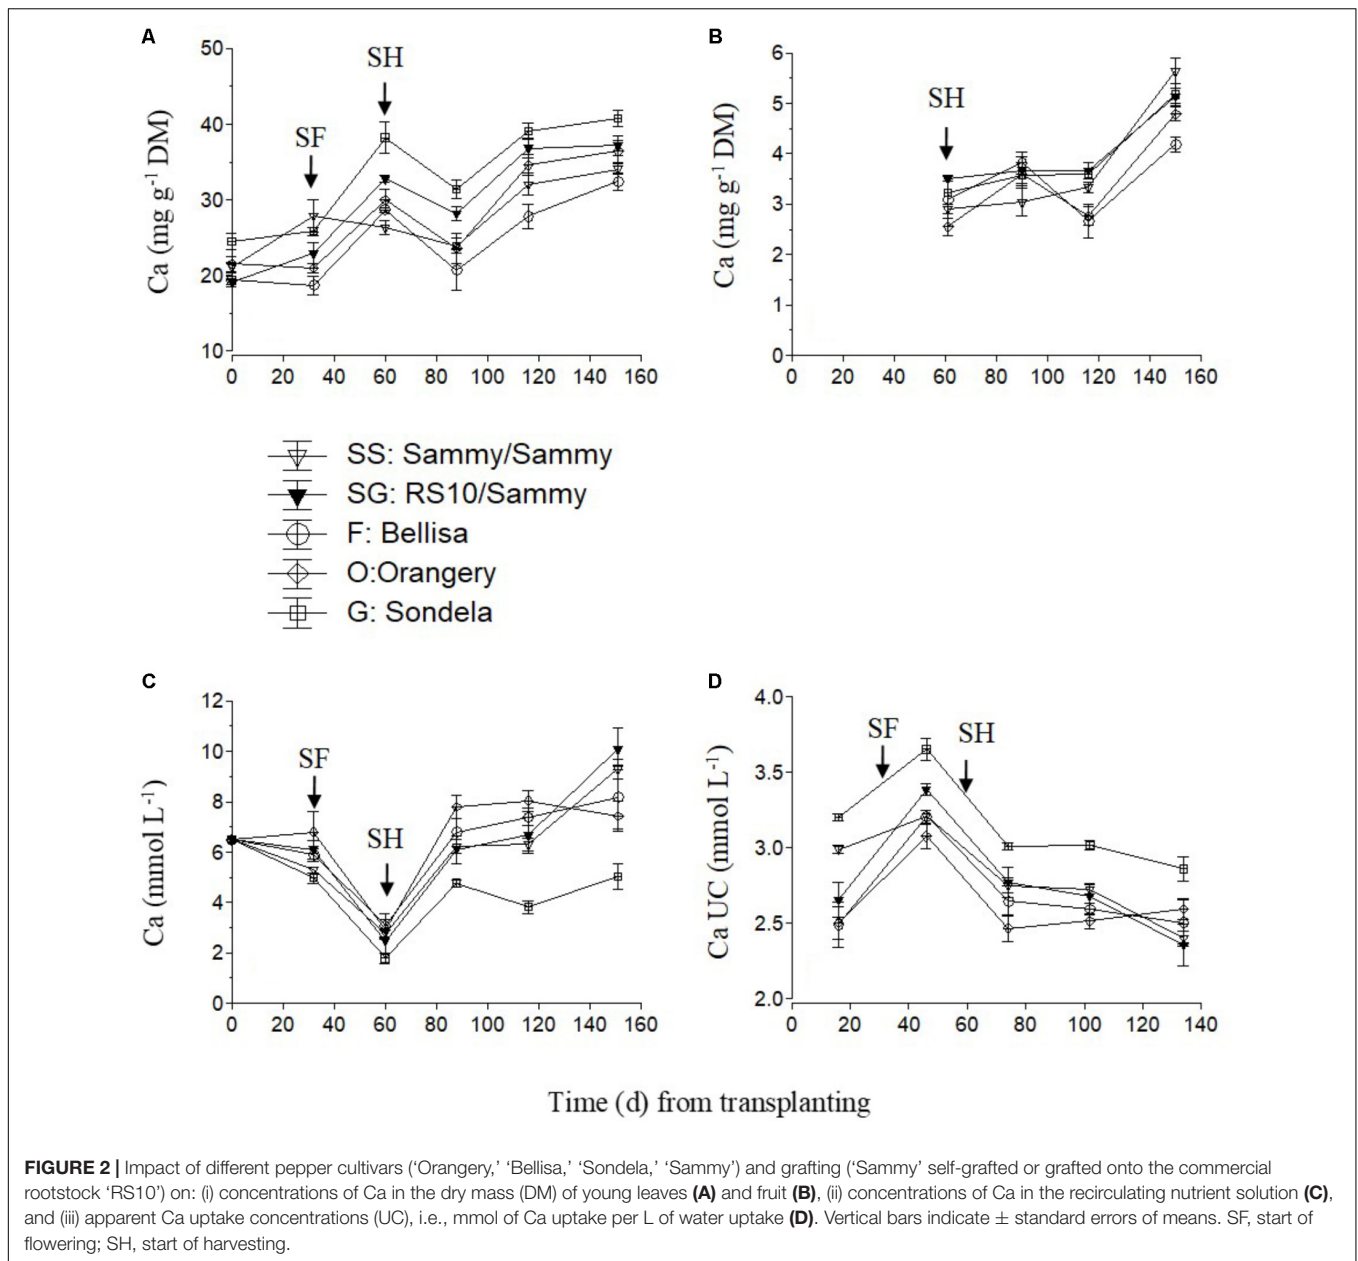 A
50
40
30
20
10
Ca (mg g-1 DM)
SF
SH
0 20 40 60 80 100 120 140 160
B
6
5
4
3
2
1
0
Ca (mg g-1 DM)
SH
0 20 40 60 80 100 120 140 160
SS: Sammy/Sammy
SG: RS10/Sammy
F: Bellisa
O:Orangery
G: Sondela
C
12
10
8
6
4
2
0
Ca (mmol L-1)
SF
SH
0 20 40 60 80 100 120 140 160
D
4.0
3.5
3.0
2.5
2.0
Ca UC (mmol L-1)
SF
SH
0 20 40 60 80 100 120 140
Time (d) from transplanting
FIGURE 2 | Impact of different pepper cultivars (‘Orangery,’ ‘Bellisa,’ ‘Sondela,’ ‘Sammy’) and grafting (‘Sammy’ self-grafted or grafted onto the commercial
rootstock ‘RS10’) on: (i) concentrations of Ca in the dry mass (DM) of young leaves (A) and fruit (B), (ii) concentrations of Ca in the recirculating nutrient solution (C),
and (iii) apparent Ca uptake concentrations (UC), i.e., mmol of Ca uptake per L of water uptake (D). Vertical bars indicate ± standard errors of means. SF, start of
flowering; SH, start of harvesting.